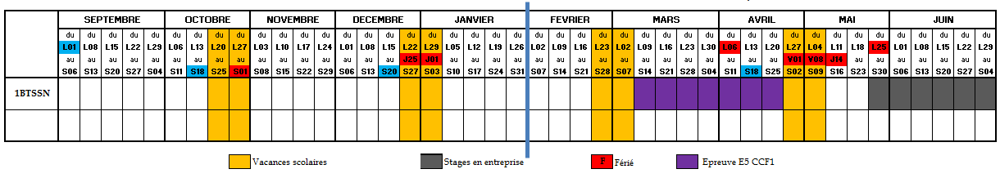 SEPTEMBRE OCTOBRE NOVEMBRE DECEMBRE JANVIER FEVRIER MARS AVRIL MAI JUIN
du du du du du du du du du du du du du du du du du du du du du du du du du du du du du du du du du du du du du du du du du du du du
L01 L08 L15 L22 L29 L06 L13 L20 L27 L03 L10 L17 L24 L01 L08 L15 L22 L29 L05 L12 L19 L26 L02 L09 L16 L23 L02 L09 L16 L23 L30 L06 L13 L20 L27 L04 L11 L18 L25 L01 L08 L15 L22 L29
au au au au au au au au au au au au au au au au J25 J01 au au au au au au au au au au au au au au au au V01 V08 J14 au au au au au au au
S06 S13 S20 S27 S04 S11 S18 S25 S01 S08 S15 S22 S29 S06 S13 S20 S27 S03 S10 S17 S24 S31 S07 S14 S21 S28 S07 S14 S21 S28 S04 S11 S18 S25 S02 S09 S16 S23 S30 S06 S13 S20 S27 S04
1BTSSN
Vacances scolaires Stages en entreprise F Férié Epreuve E5 CCF1